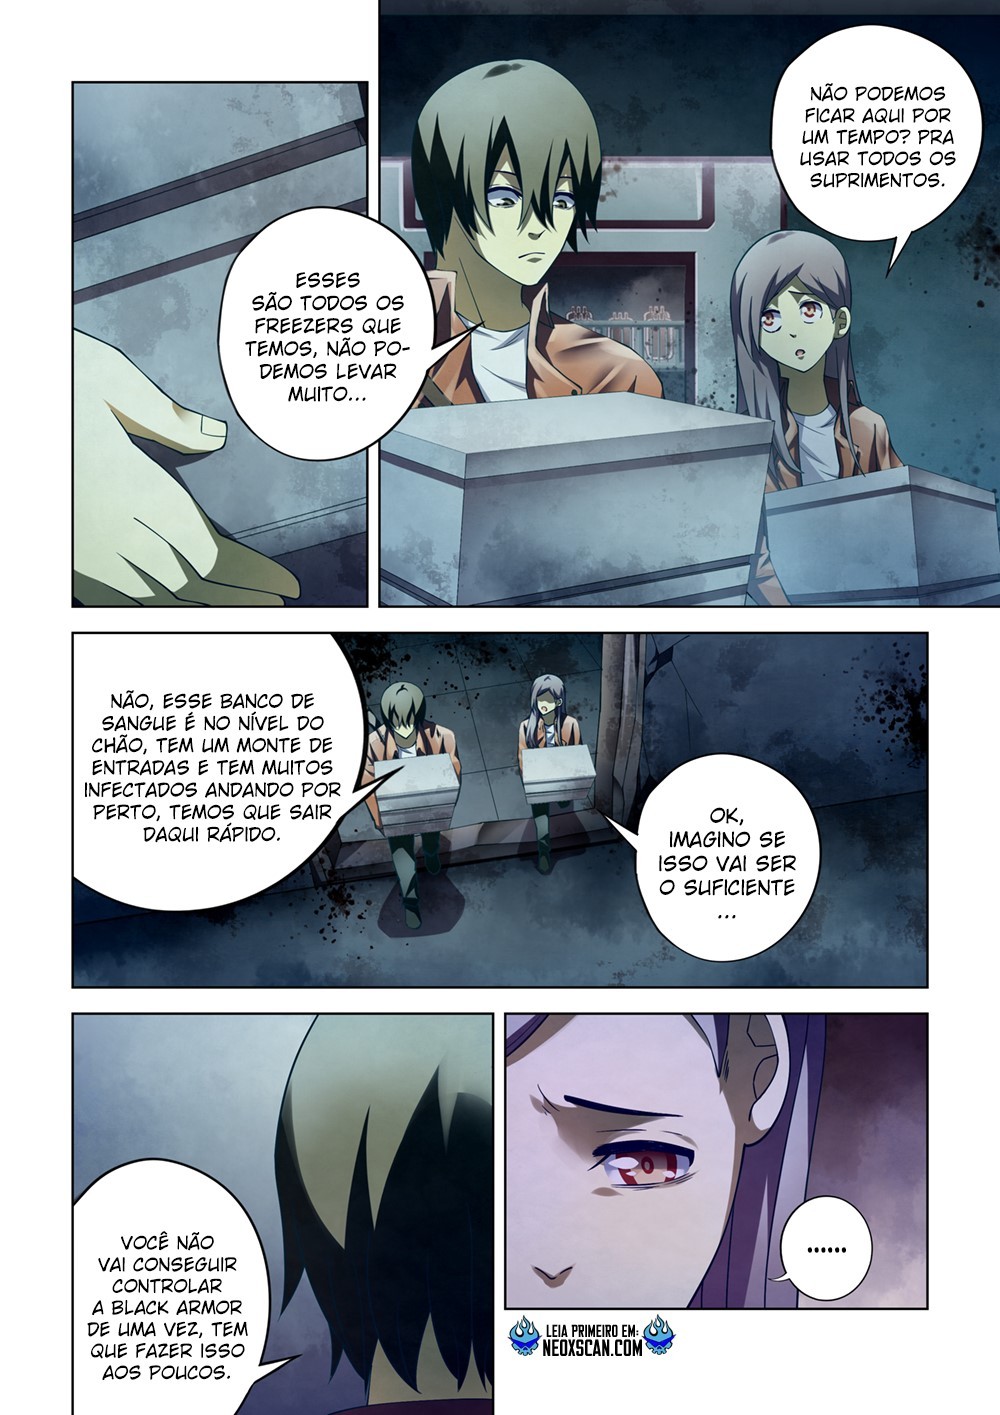 ESSES
SÃO TODOS OS
FREEZERS QUE
TEMOS, NÃO PO-
DEMOS LEVAR
MUITO...
NÃO PODEMOS
FICAR AQUI POR
UM TEMPO? PRA
USAR TODOS OS
SUPRIMENTOS.
NÃO, ESSE BANCO DE
SANGUE É NO NÍVEL DO
CHÃO, TEM UM MONTE DE
ENTRADAS E TEM MUITOS
INFECTADOS ANDANDO POR
PERTO, TEMOS QUE SAIR
DAQUI RÁPIDO.
OK,
IMAGINO SE
ISSO VAI SER
O SUFICIENTE
...
VOCÊ NÃO
VAI CONSEGUIR
CONTROLAR
A BLACK ARMOR
DE UMA VEZ, TEM
QUE FAZER ISSO
AOS POUCOS.
......
LEIA PRIMEIRO EM:
NEOXSCAN.COM